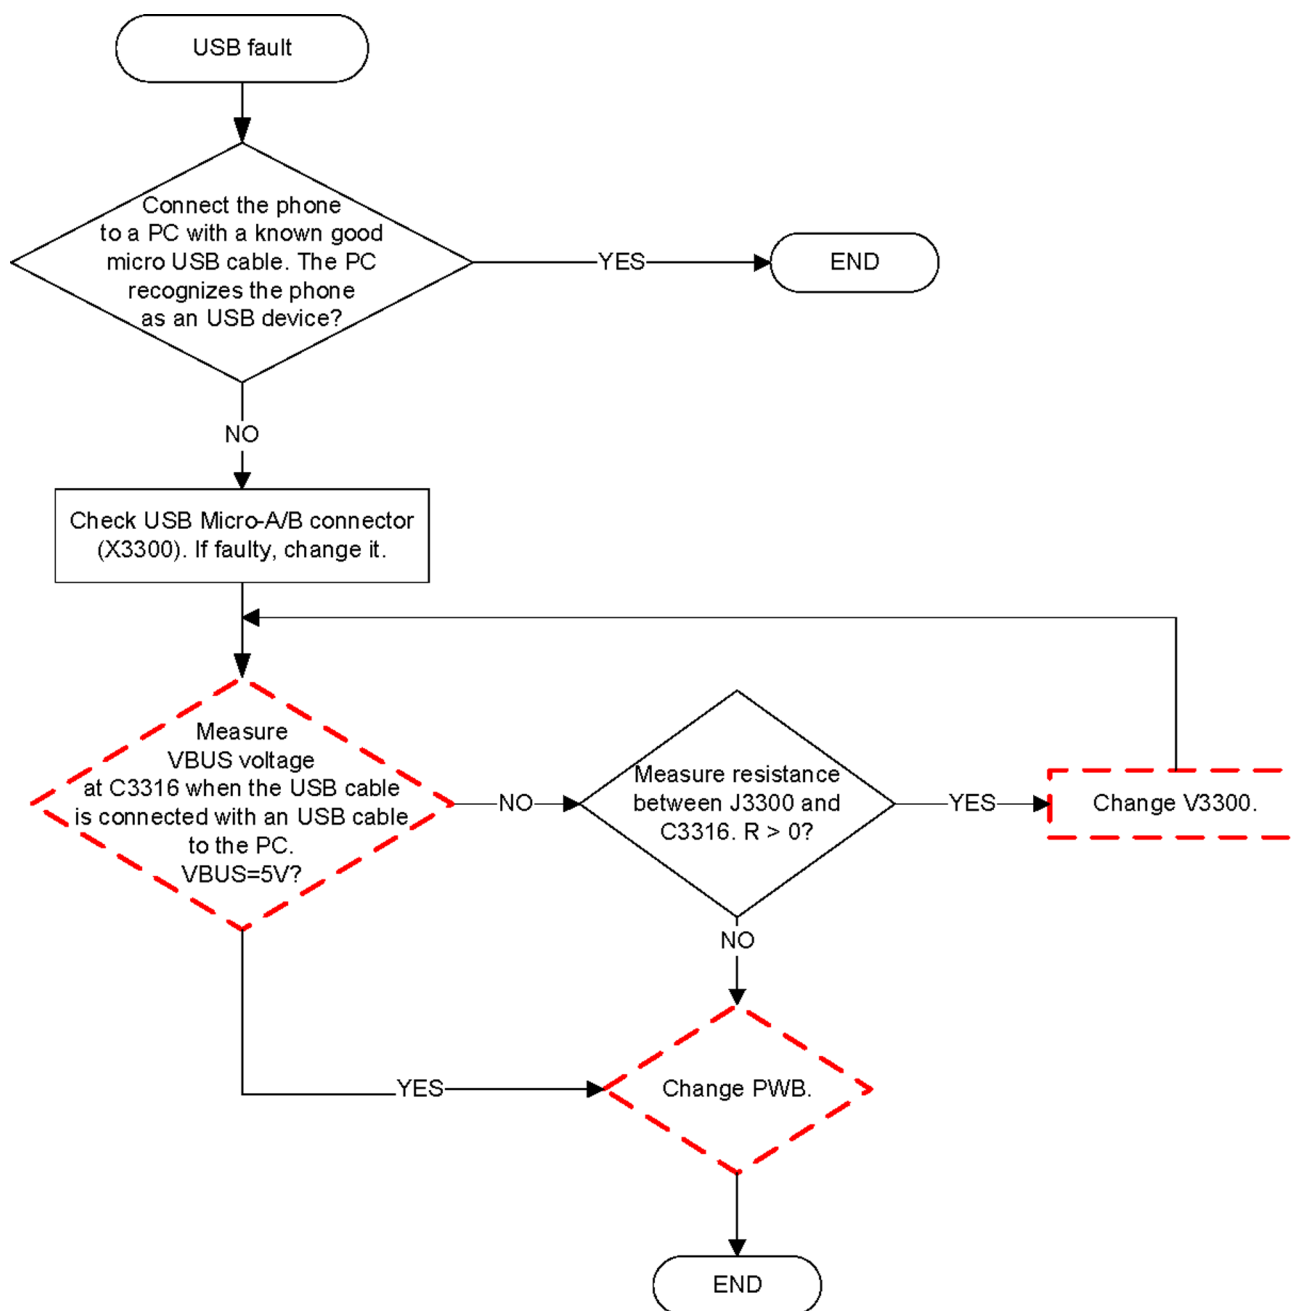 USB fault
Connect the phone
to a PC with a known good
micro USB cable. The PC
recognizes the phone
as an USB device?
YES
END
NO
Check USB Micro-A/B connector
(X3300). If faulty, change it.
Measure
VBUS voltage
at C3316 when the USB cable
is connected with an USB cable
to the PC.
VBUS=5V?
NO
Measure resistance
between J3300 and
C3316. R > 0?
YES
Change V3300.
NO
YES
Change PWB.
END